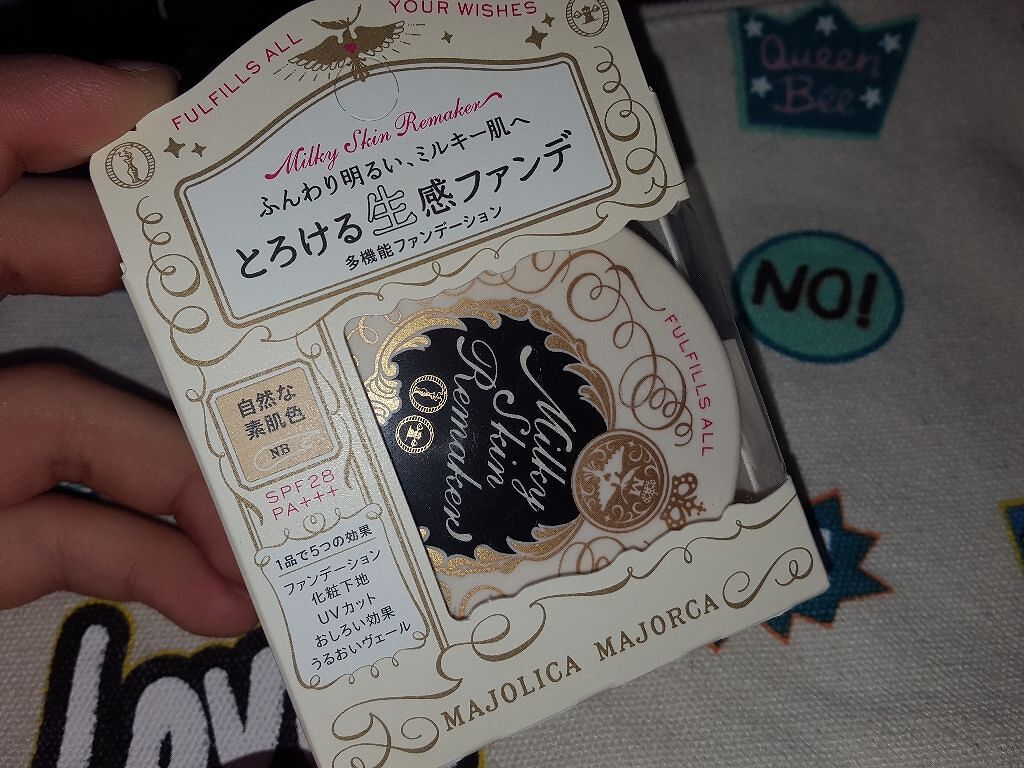 FULFILLS ALL YOUR WISHES
Milky Skin Remaker
ふんわり明るい、ミルキー肌へ
とろける生感ファンデ
多機能ファンデーション
自然な
素肌色
NB
SPF28
PA+++
1品で5つの効果
ファンデーション
化粧下地
UVカット
おしろい効果
うるおいヴェール
Milky
Skin
Remaker
FULFILLS ALL
M
MAJOLICA MAJORCA
Queen
Bee
NO!
Lov